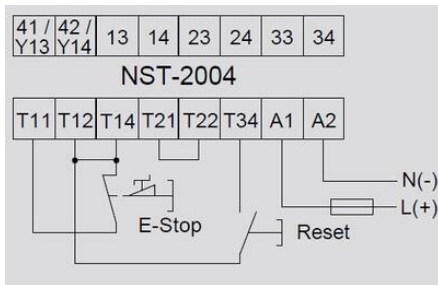 41 / Y13 42 / Y14 13 14 23 24 33 34
NST-2004
T11 T12 T14 T21 T22 T34 A1 A2
N(-)
L(+)
E-Stop
Reset